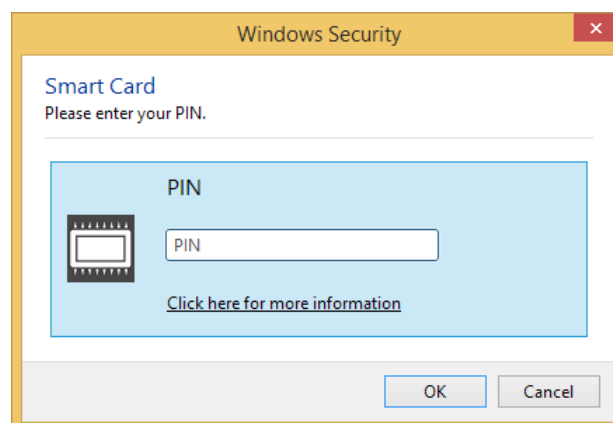 Windows Security
Smart Card
Please enter your PIN.
PIN
PIN
Click here for more information
OK
Cancel